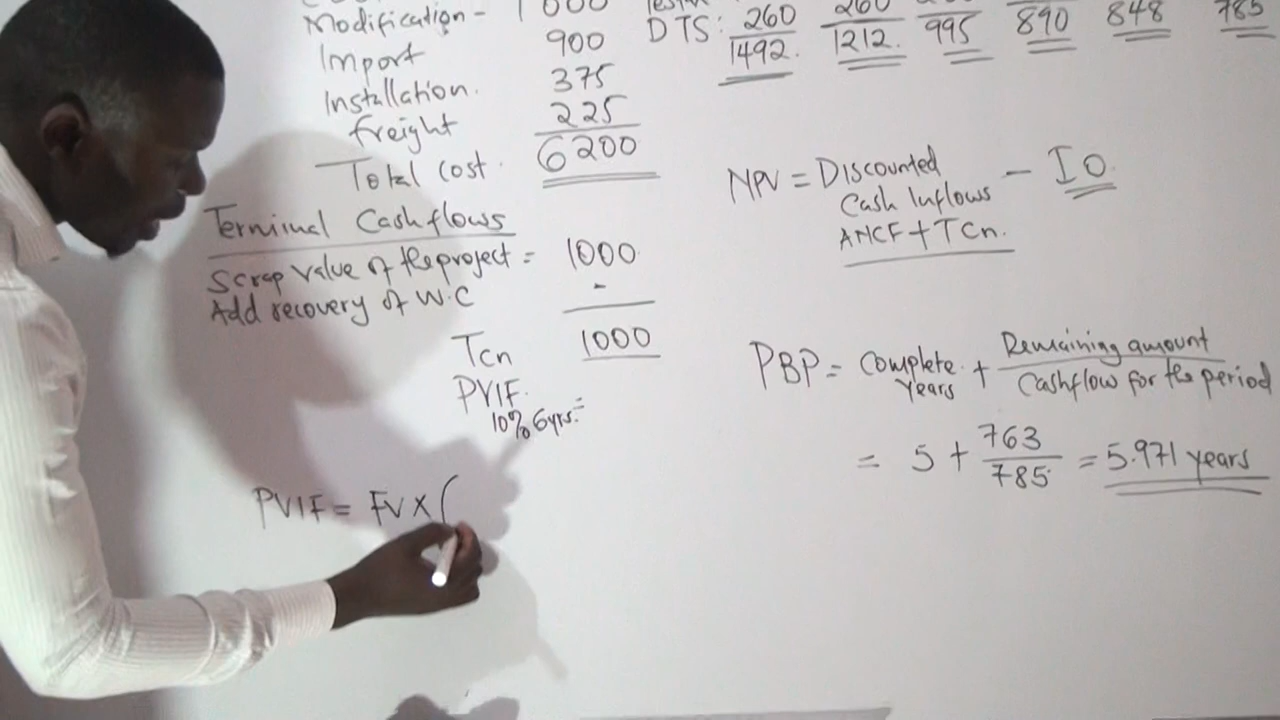 Modification - 1000
Import 900
Installation. 375
freight 225
Total cost. 6200
Terminal Cashflows
Scrap value of the project = 1000
Add recovery of W.C -
Tcn 1000
PVIF
10% 6yrs. =
PVIF = FV X (
DTS: 260 260
1492. 1212. 995 890 848 785
NPV = Discounted - IO.
Cash Inflows
ANCF + TCn.
PBP = Complete years + Remaining amount
Cashflow for the period
= 5 + 763
785 = 5.971 years